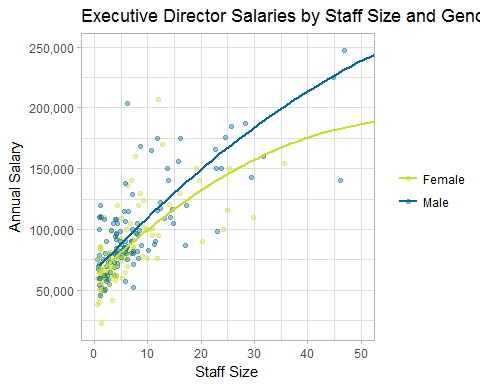 Executive Director Salaries by Staff Size and Gend
250,000
200,000
150,000
100,000
50,000
Annual Salary
0
10
20
30
40
50
Staff Size
Female
Male